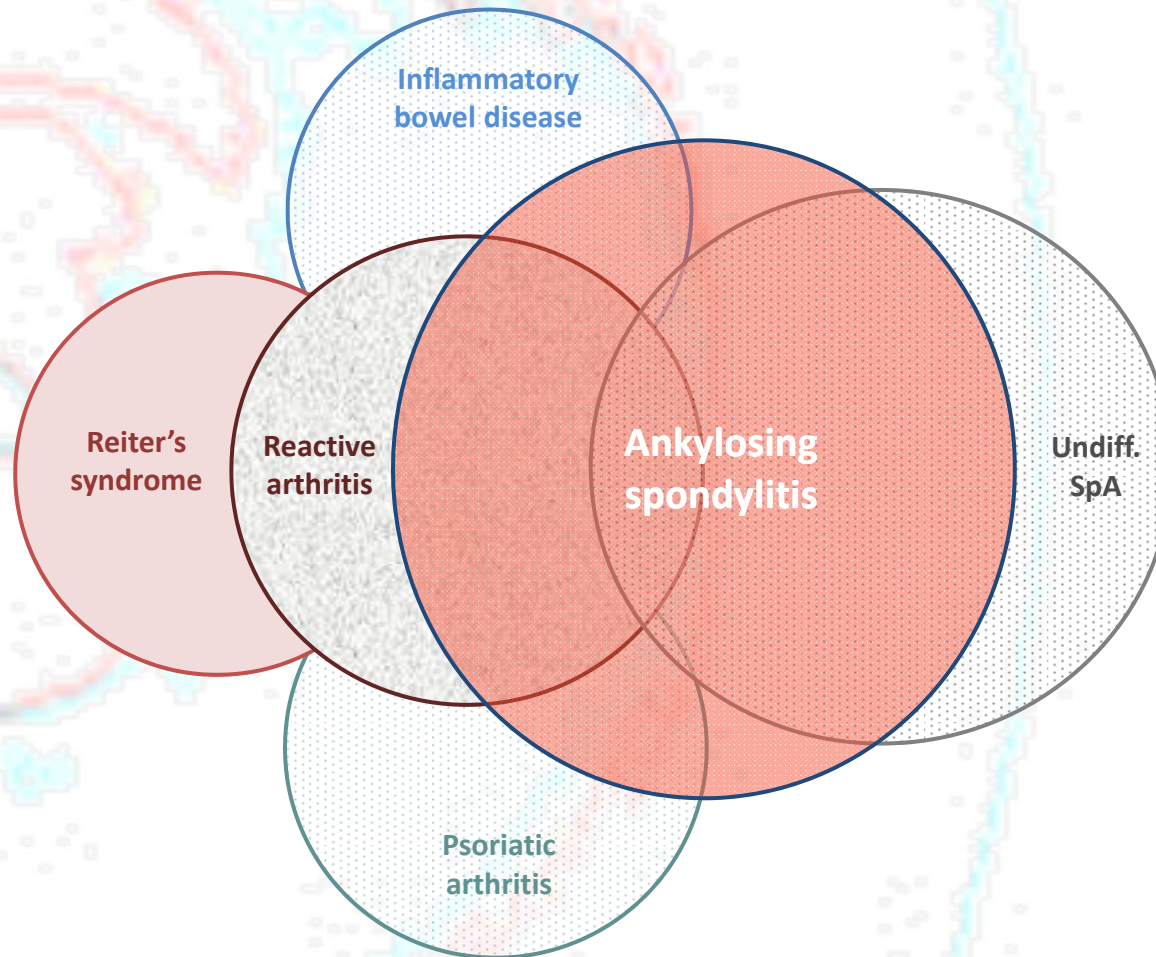 Inflammatory
bowel disease
Reiter’s
syndrome
Reactive
arthritis
Ankylosing
spondylitis
Undiff.
SpA
Psoriatic
arthritis